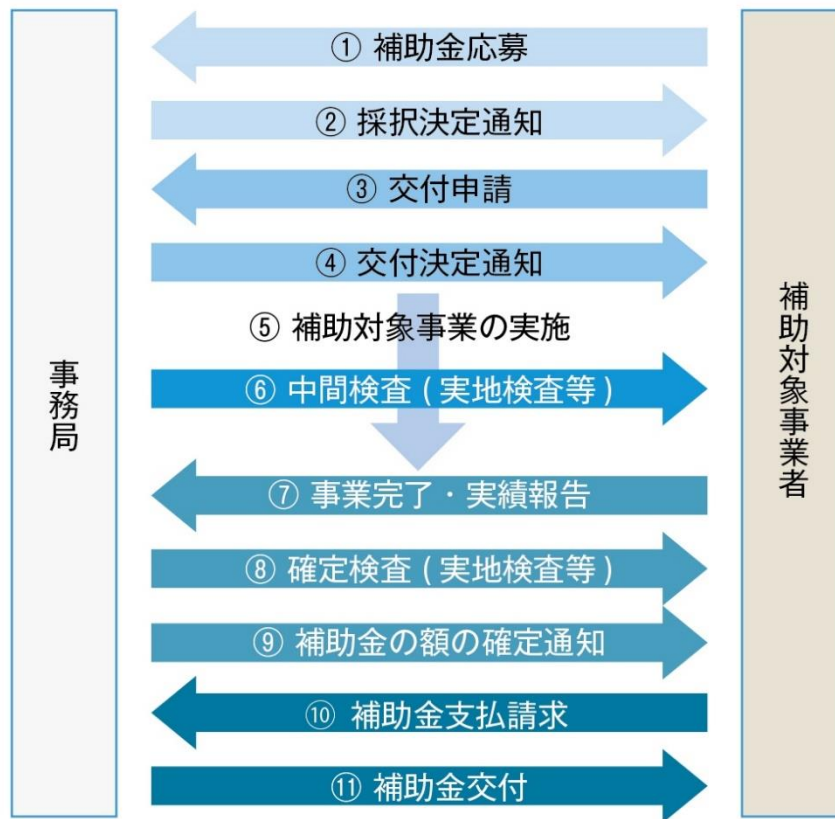 ① 補助金応募
② 採択決定通知
③ 交付申請
④ 交付決定通知
⑤ 補助対象事業の実施
⑥ 中間検査 ( 実地検査等 )
⑦ 事業完了・実績報告
⑧ 確定検査 ( 実地検査等 )
⑨ 補助金の額の確定通知
⑩ 補助金支払請求
⑪ 補助金交付
事務局
補助対象事業者